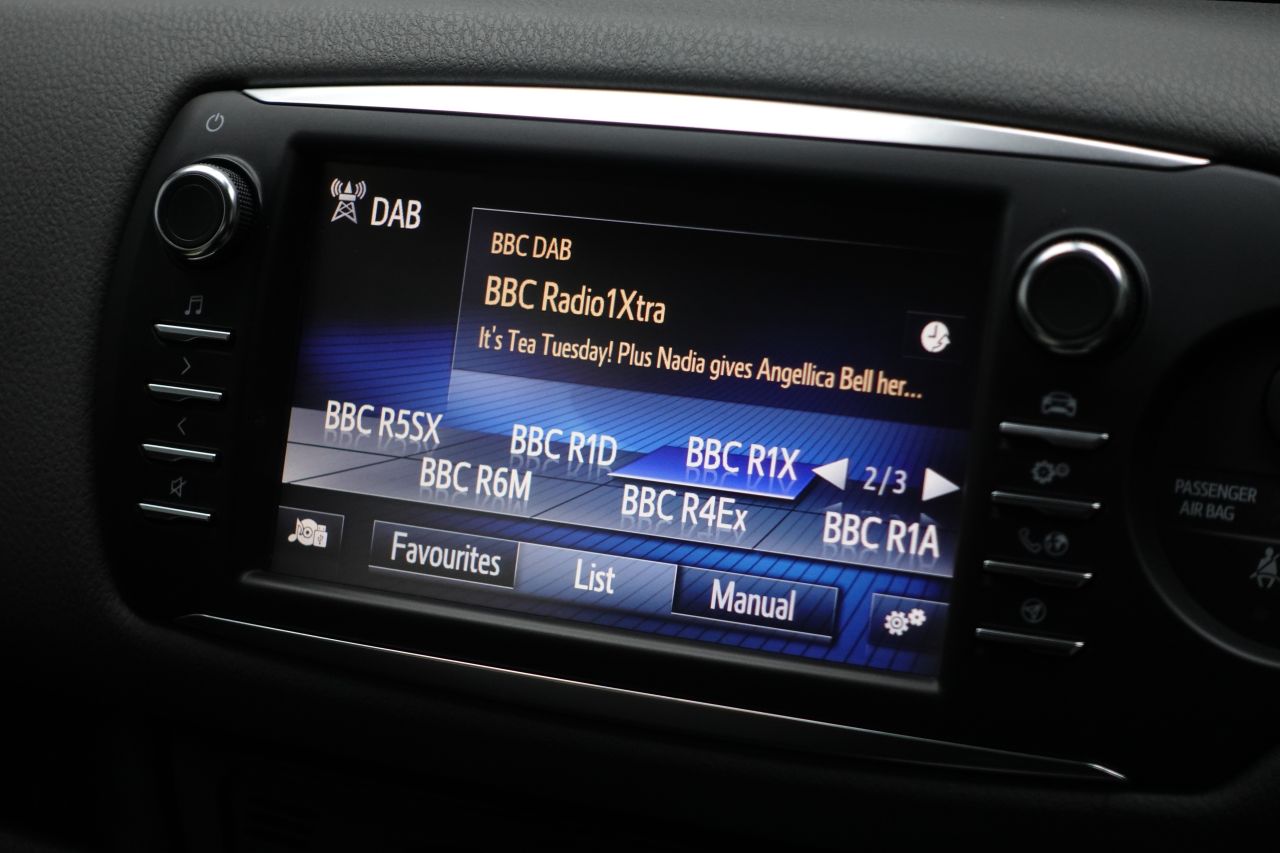 DAB
BBC DAB
BBC Radio1Xtra
It's Tea Tuesday! Plus Nadia gives Angellica Bell her...
BBC R5SX
BBC R1D
BBC R1X
2/3
BBC R6M
BBC R4Ex
BBC R1A
Favourites
List
Manual
PASSENGER
AIR BAG